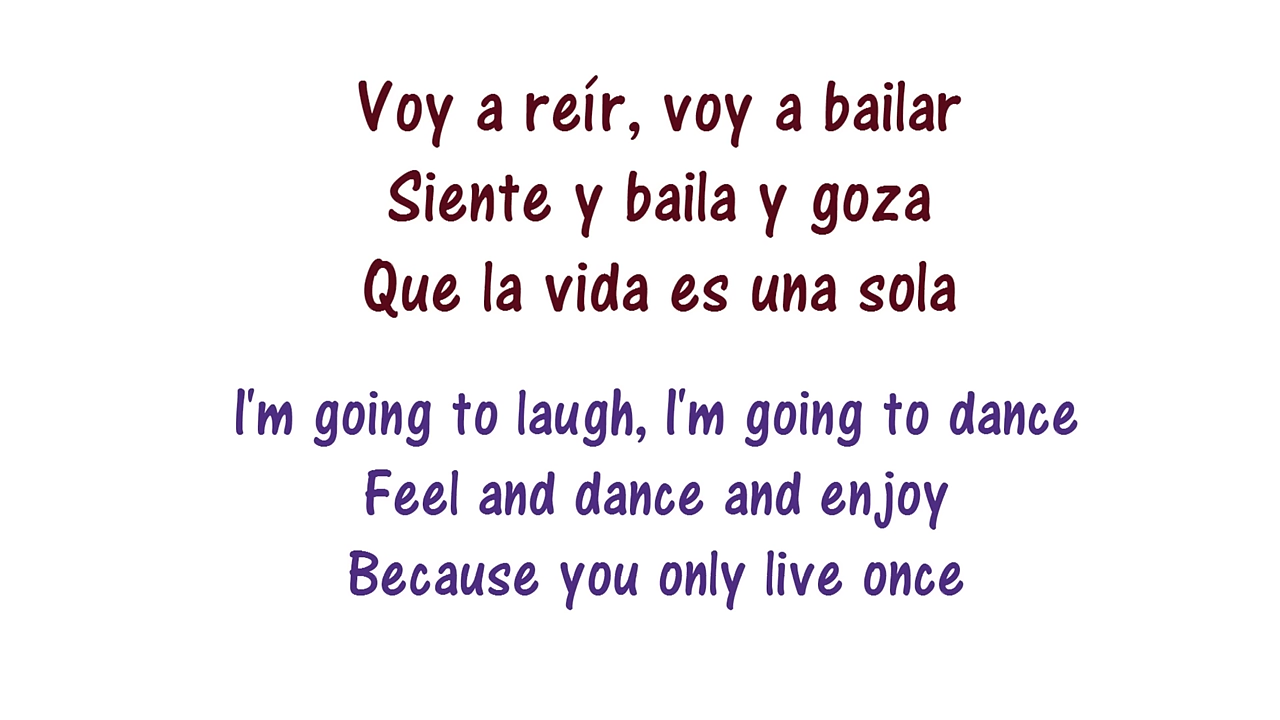 Voy a reír, voy a bailar
Siente y baila y goza
Que la vida es una sola
I'm going to laugh, I'm going to dance
Feel and dance and enjoy
Because you only live once